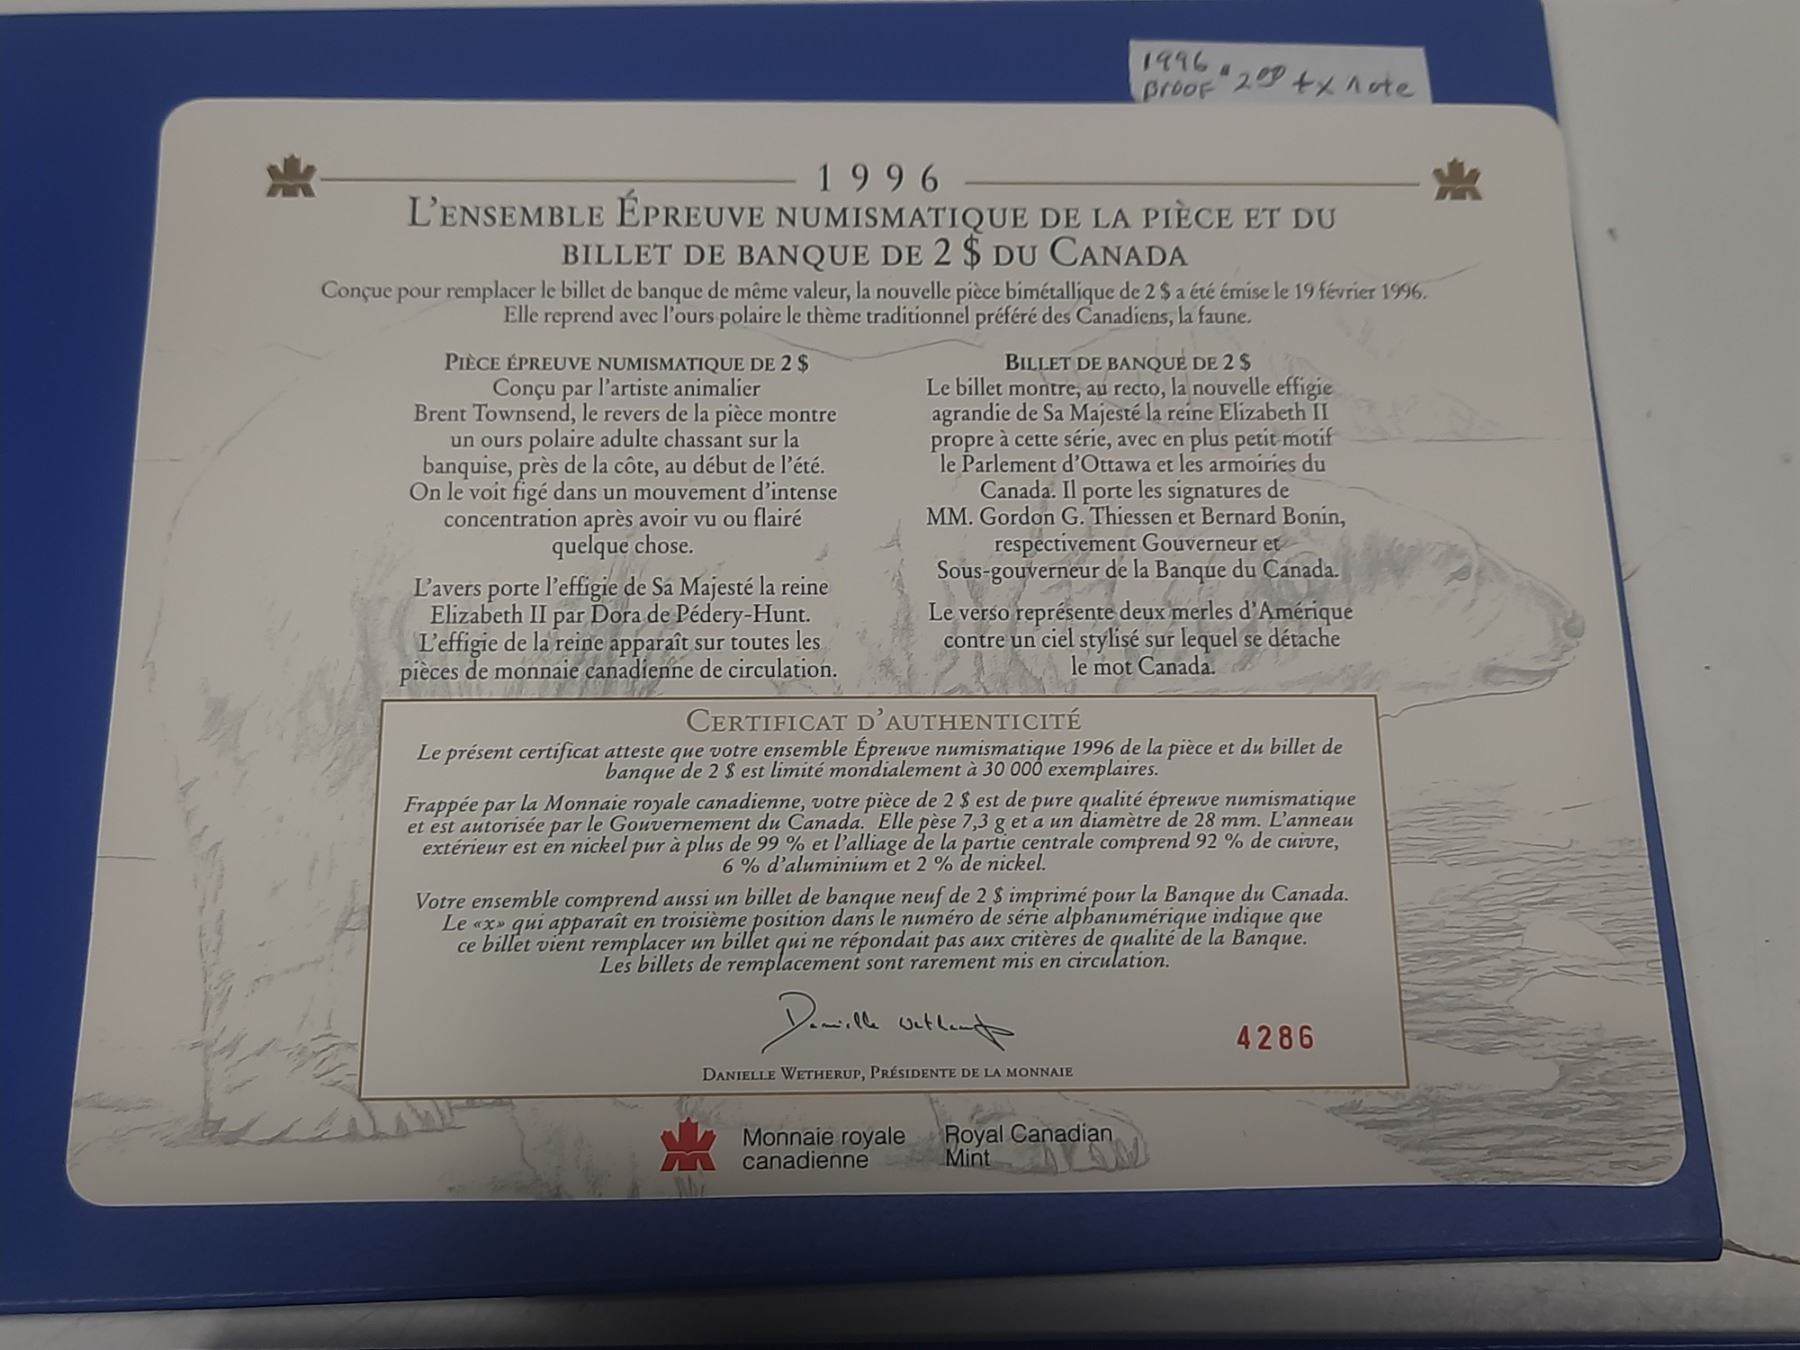 1996
PROOF $2.00 + x note
1996
L'ENSEMBLE ÉPREUVE NUMISMATIQUE DE LA PIÈCE ET DU
BILLET DE BANQUE DE 2 $ DU CANADA
Conçue pour remplacer le billet de banque de même valeur, la nouvelle pièce bimétallique de 2 $ a été émise le 19 février 1996.
Elle reprend avec l'ours polaire le thème traditionnel préféré des Canadiens, la faune.
PIÈCE ÉPREUVE NUMISMATIQUE DE 2 $
Conçu par l'artiste animalier
Brent Townsend, le revers de la pièce montre
un ours polaire adulte chassant sur la
banquise, près de la côte, au début de l'été.
On le voit figé dans un mouvement d'intense
concentration après avoir vu ou flairé
quelque chose.
L'avers porte l'effigie de Sa Majesté la reine
Elizabeth II par Dora de Pédery-Hunt.
L'effigie de la reine apparaît sur toutes les
pièces de monnaie canadienne de circulation.
BILLET DE BANQUE DE 2 $
Le billet montre, au recto, la nouvelle effigie
agrandie de Sa Majesté la reine Elizabeth II
propre à cette série, avec en plus petit motif
le Parlement d'Ottawa et les armoiries du
Canada. Il porte les signatures de
MM. Gordon G. Thiessen et Bernard Bonin,
respectivement Gouverneur et
Sous-gouverneur de la Banque du Canada.
Le verso représente deux merles d'Amérique
contre un ciel stylisé sur lequel se détache
le mot Canada.
CERTIFICAT D'AUTHENTICITÉ
Le présent certificat atteste que votre ensemble Épreuve numismatique 1996 de la pièce et du billet de
banque de 2 $ est limité mondialement à 30 000 exemplaires.
Frappée par la Monnaie royale canadienne, votre pièce de 2 $ est de pure qualité épreuve numismatique
et est autorisée par le Gouvernement du Canada. Elle pèse 7,3 g et a un diamètre de 28 mm. L'anneau
extérieur est en nickel pur à plus de 99 % et l'alliage de la partie centrale comprend 92 % de cuivre,
6 % d'aluminium et 2 % de nickel.
Votre ensemble comprend aussi un billet de banque neuf de 2 $ imprimé pour la Banque du Canada.
Le «x» qui apparaît en troisième position dans le numéro de série alphanumérique indique que
ce billet vient remplacer un billet qui ne répondait pas aux critères de qualité de la Banque.
Les billets de remplacement sont rarement mis en circulation.
Danielle Wetherup
4286
DANIELLE WETHERUP, PRÉSIDENTE DE LA MONNAIE
Monnaie royale
canadienne
Royal Canadian
Mint